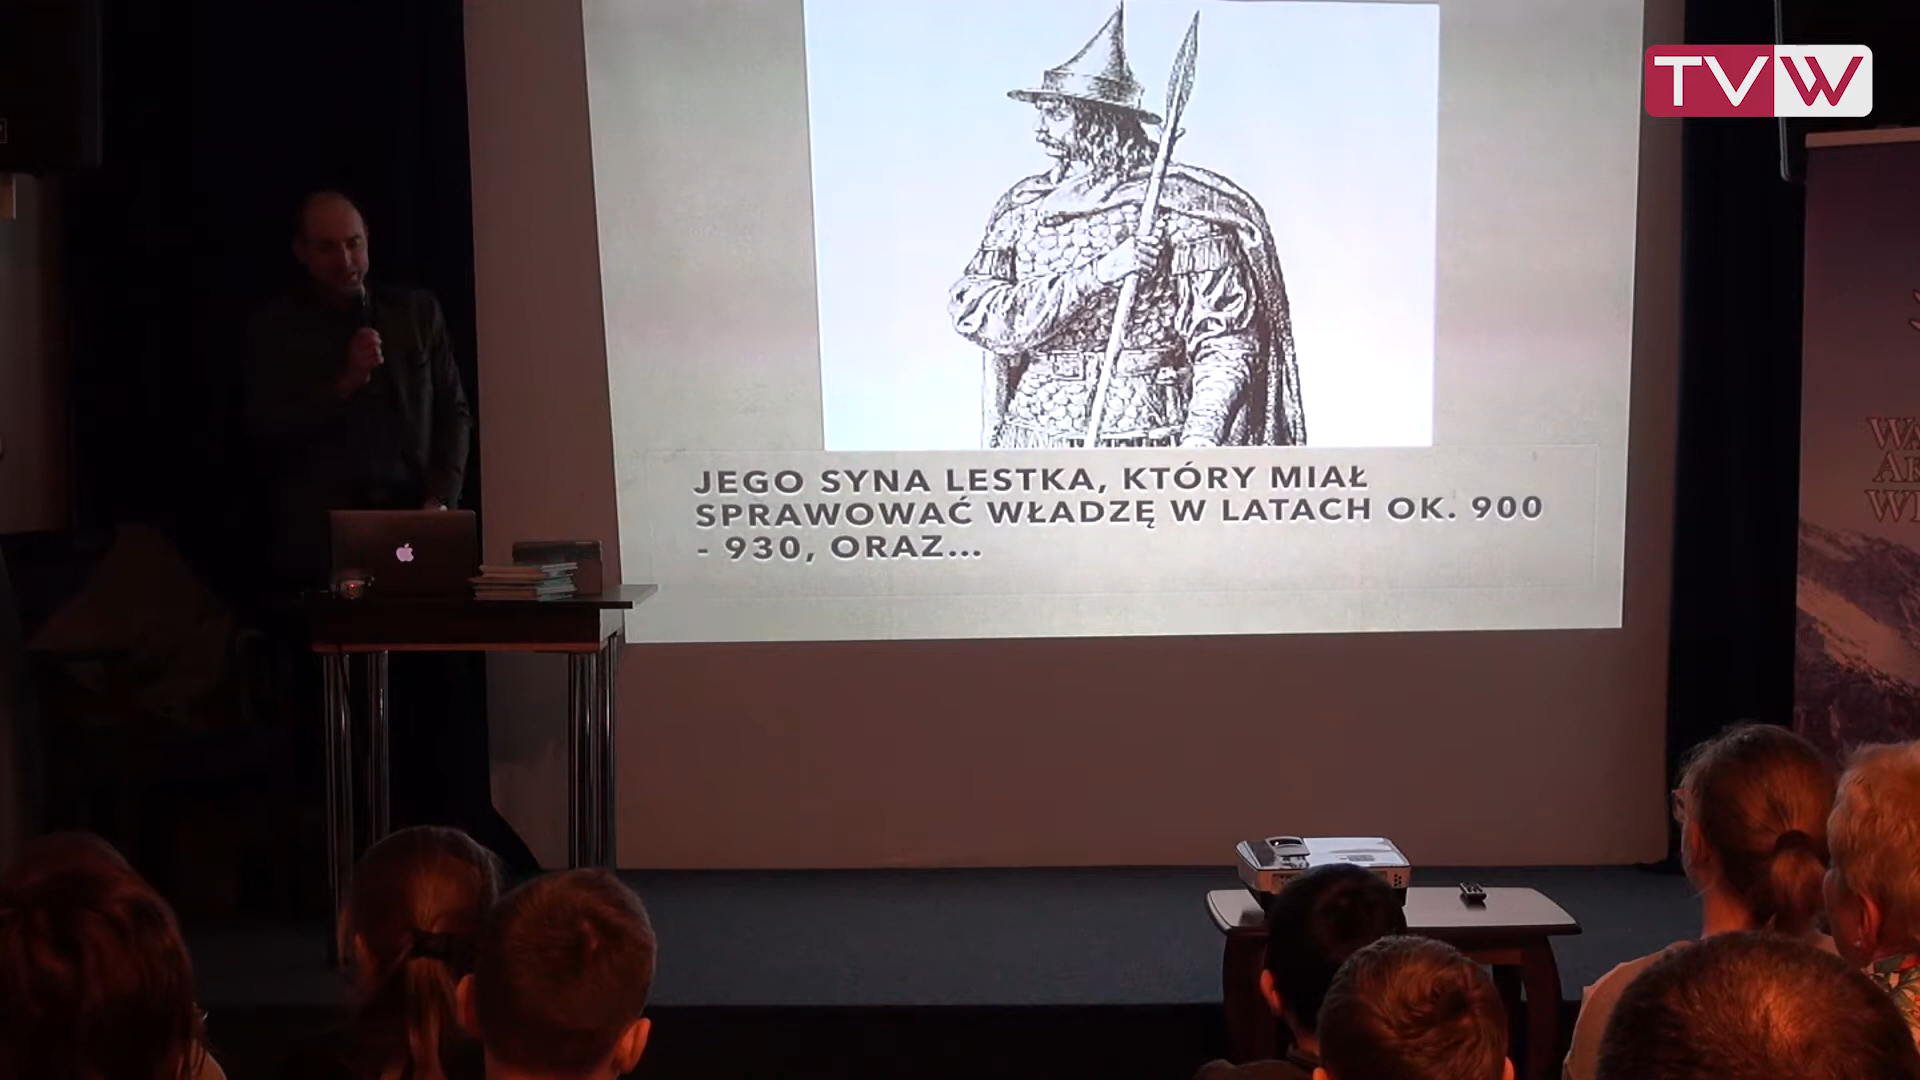 TVW
JEGO SYNA LESTKA, KTÓRY MIAŁ
SPRAWOWAĆ WŁADZĘ W LATACH OK. 900
- 930, ORAZ...